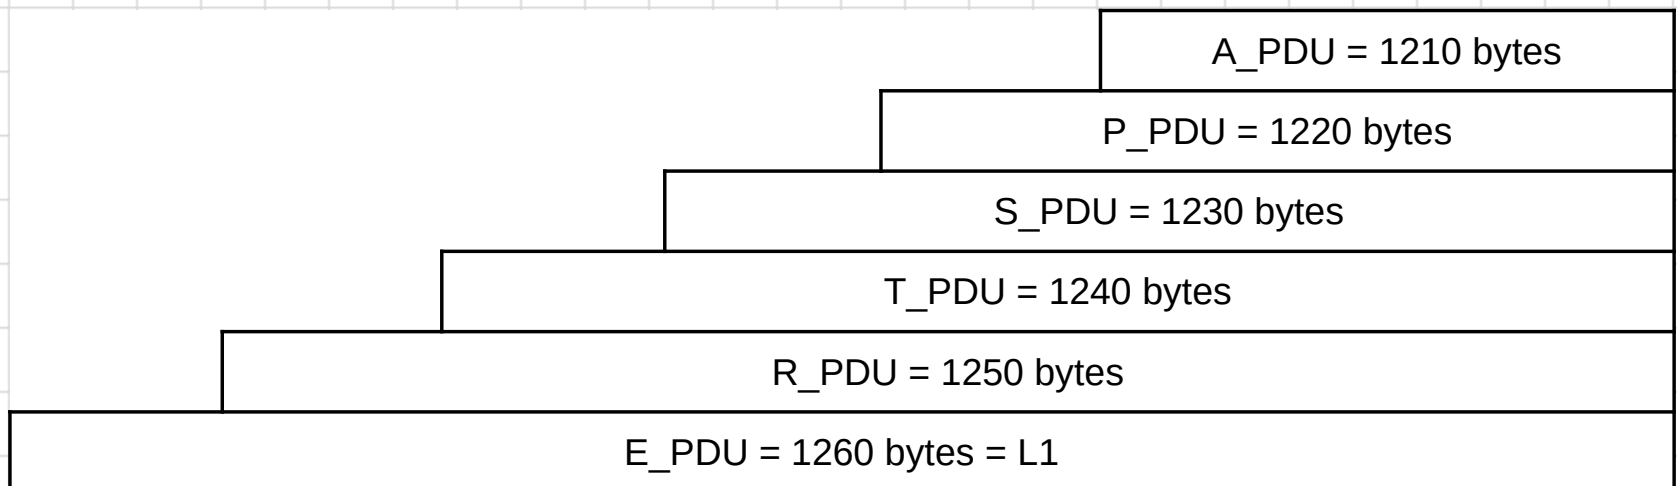 A_PDU = 1210 bytes
P_PDU = 1220 bytes
S_PDU = 1230 bytes
T_PDU = 1240 bytes
R_PDU = 1250 bytes
E_PDU = 1260 bytes = L1